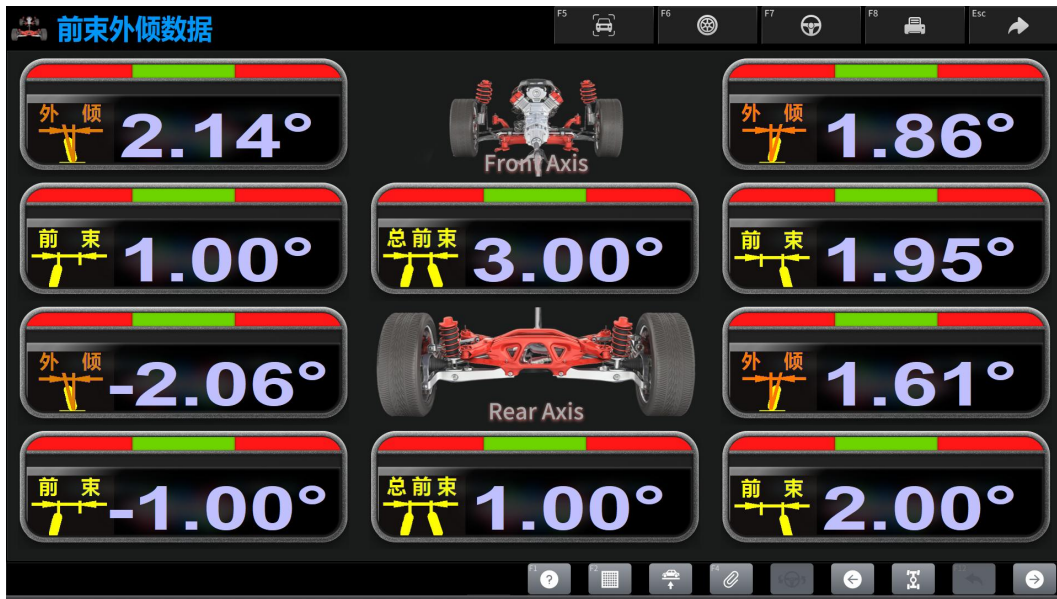 前束外倾数据
F5
F6
F7
F8
Esc
外 倾
2.14°
Front Axis
外 倾
1.86°
前 束
1.00°
总前束
3.00°
前 束
1.95°
外 倾
-2.06°
Rear Axis
外 倾
1.61°
前 束
-1.00°
总前束
1.00°
前 束
2.00°
F1
?
F2
F4